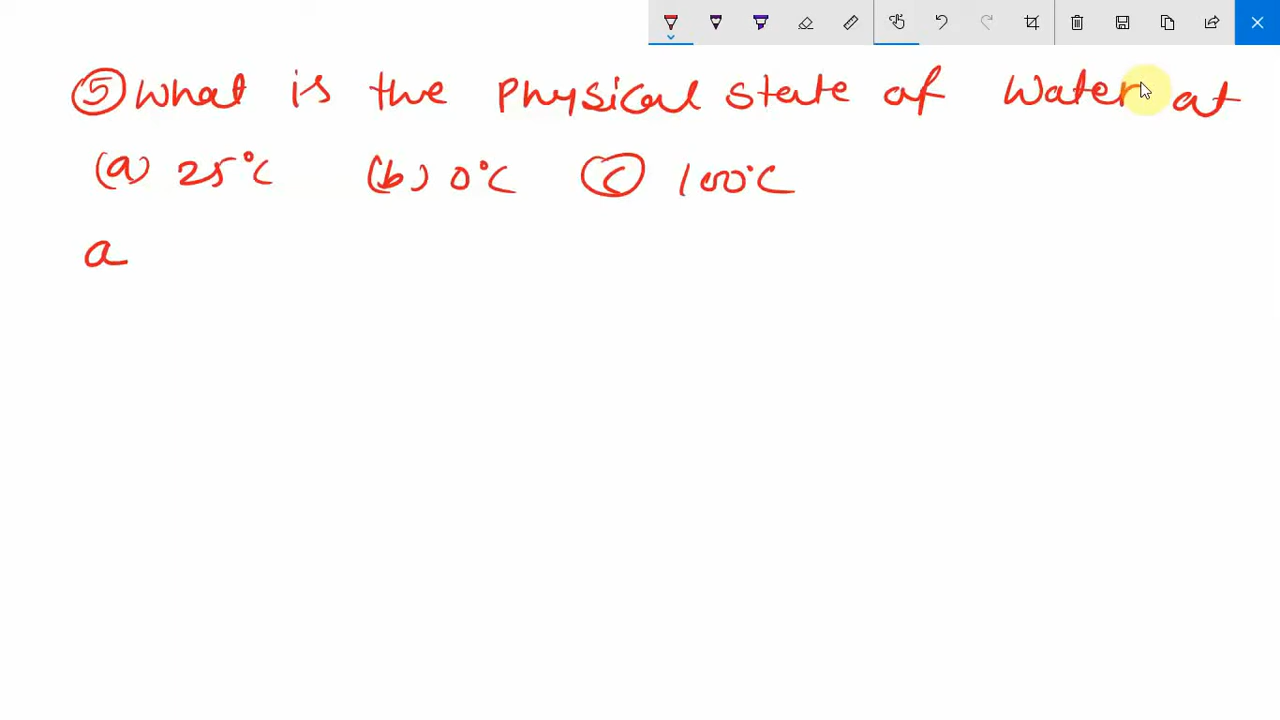 ⑤ What is the Physical state of Water at
(a) 25°C (b) 0°C ⓒ 100°C
a